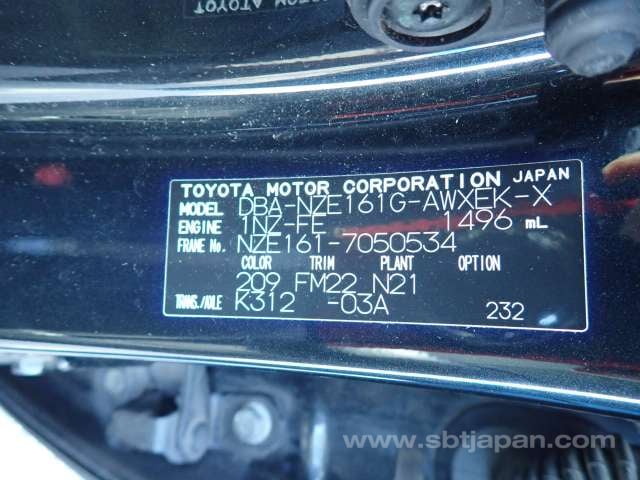 TOYOTA MOTOR CORPORATION JAPAN
MODEL DBA-NZE161G-AWXEK-X
ENGINE 1NZ-FE 1496 mL
FRAME No. NZE161-7050534
COLOR TRIM PLANT OPTION
209 FM22 N21
TRANS./AXLE K312 -03A 232
www.sbtjapan.com